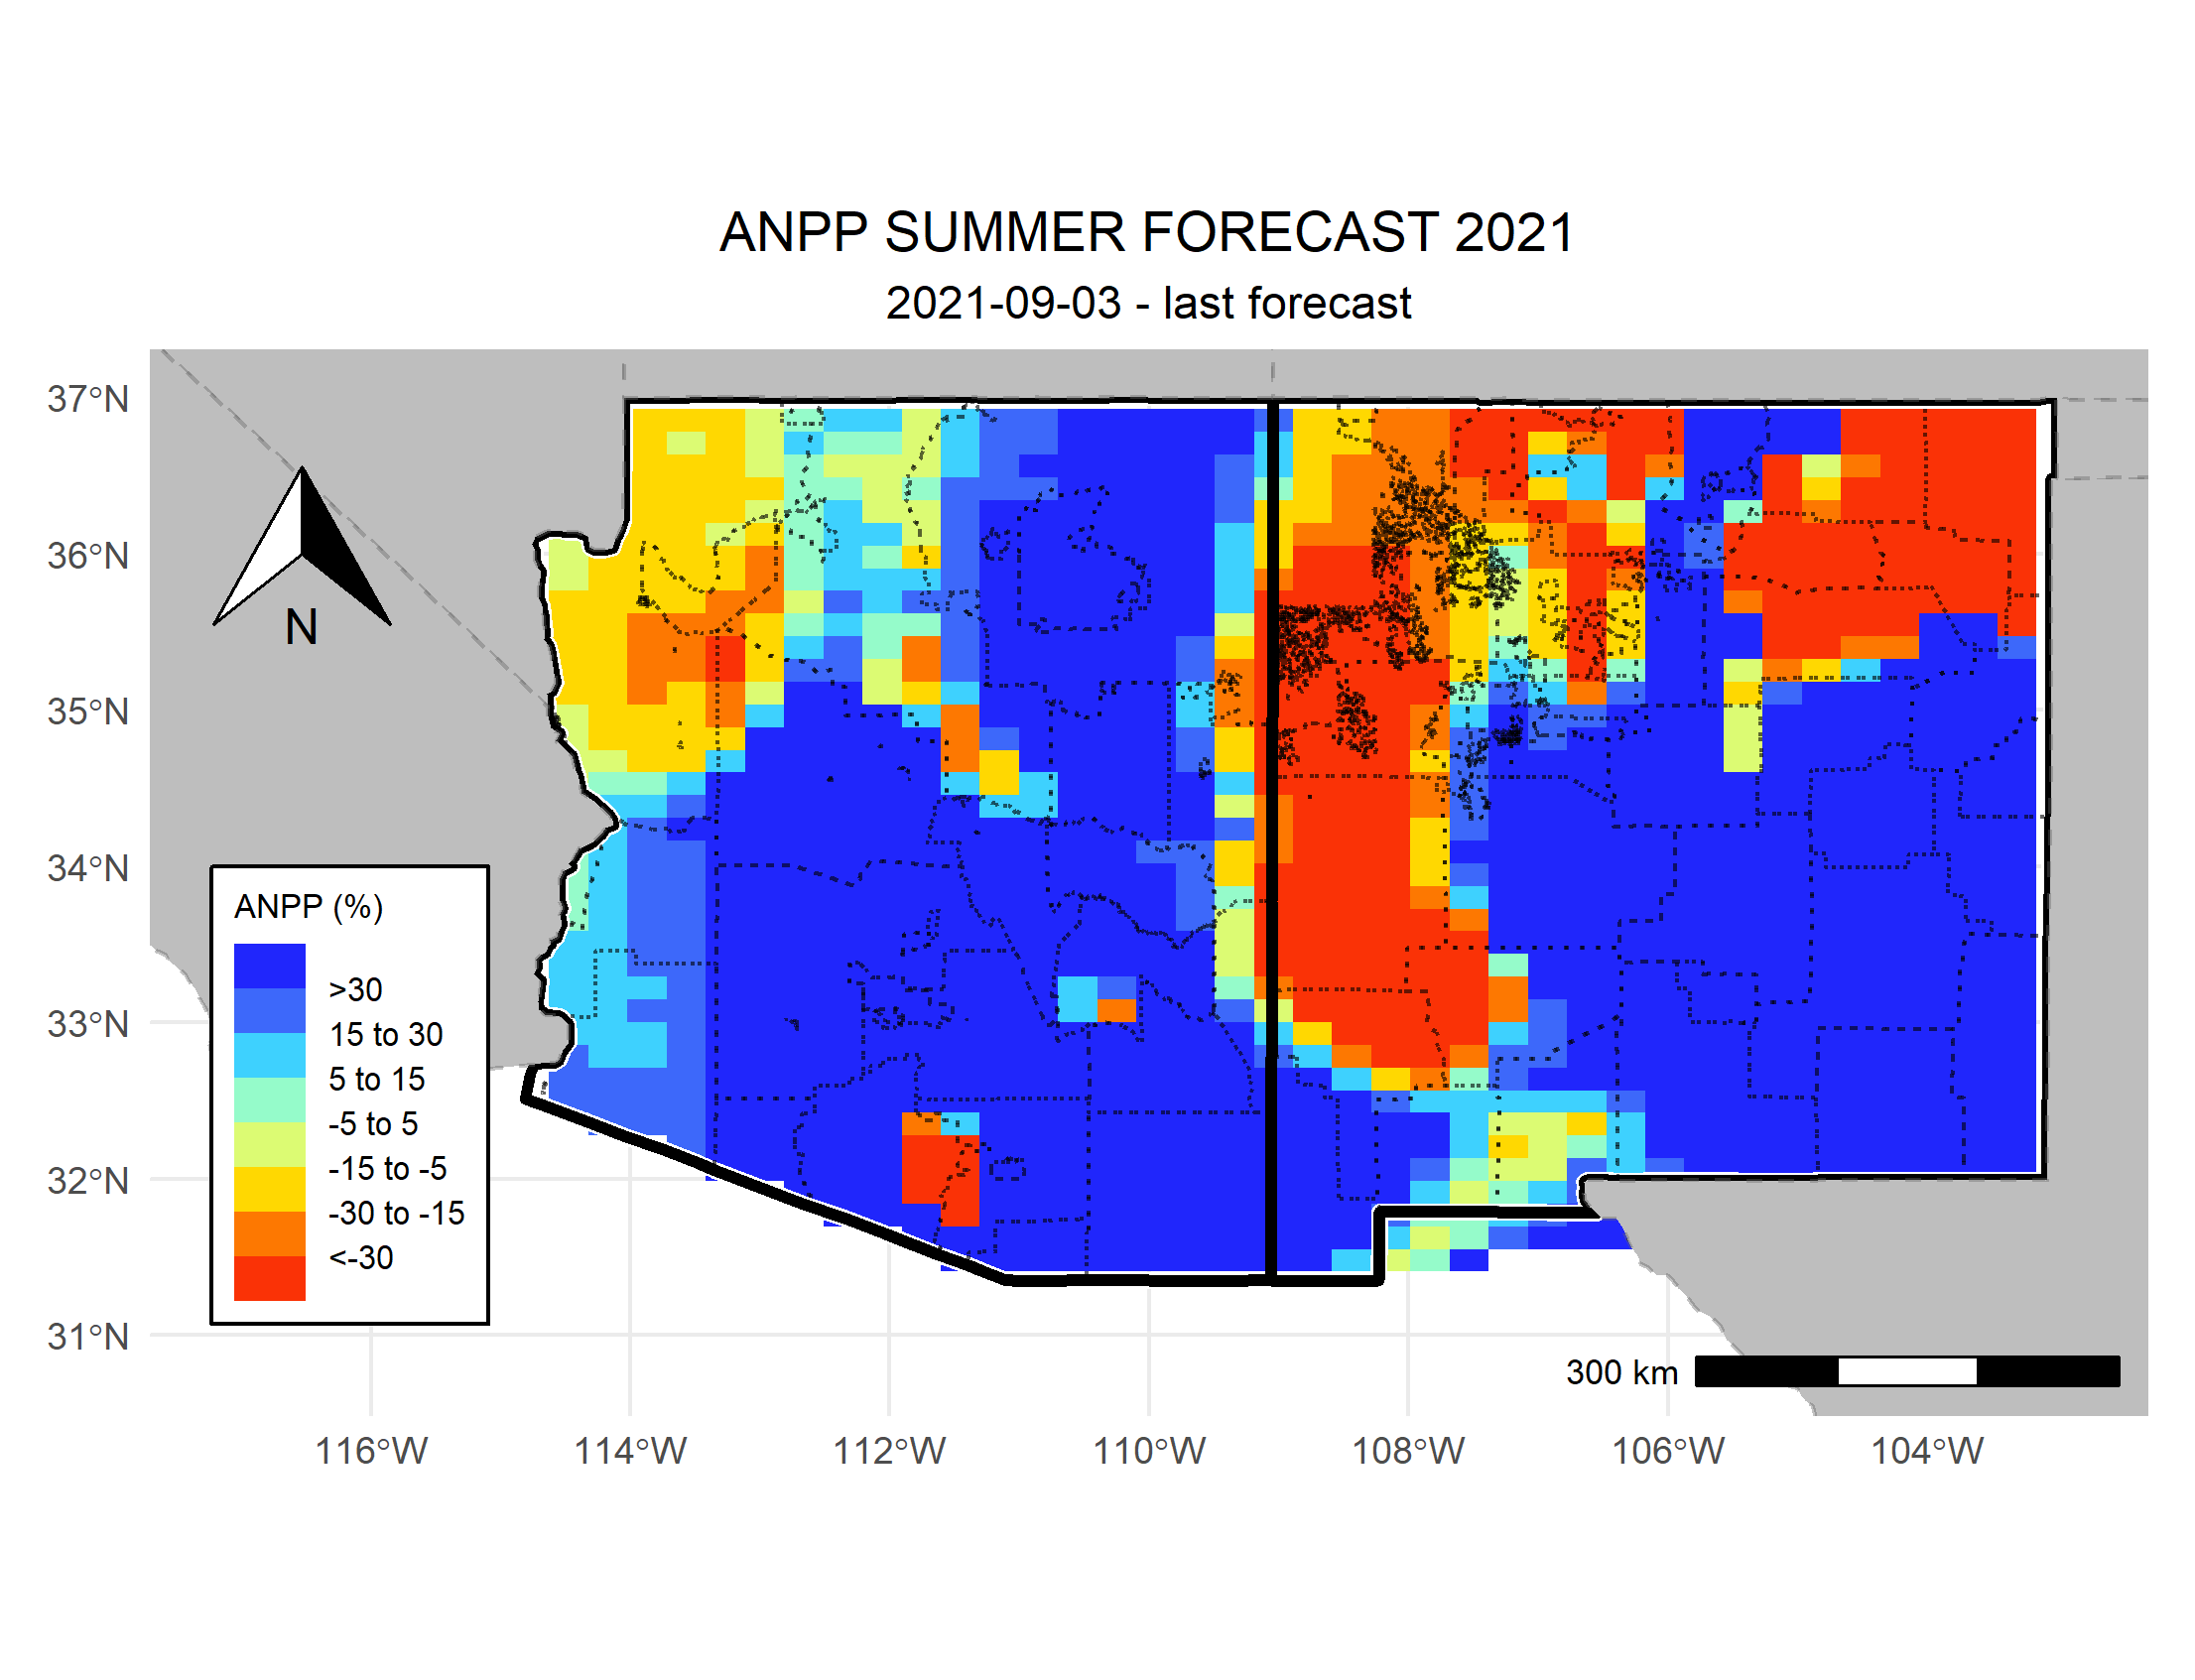 ANPP SUMMER FORECAST 2021
2021-09-03 - last forecast
37°N
36°N
35°N
34°N
33°N
32°N
31°N
N
ANPP (%)
>30
15 to 30
5 to 15
-5 to 5
-15 to -5
-30 to -15
<-30
300 km
116°W
114°W
112°W
110°W
108°W
106°W
104°W